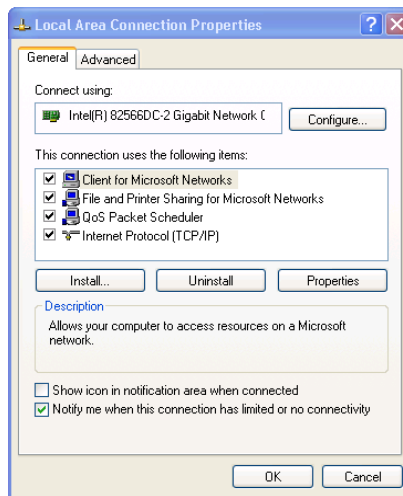 Local Area Connection Properties
General Advanced
Connect using:
Intel(R) 82566DC-2 Gigabit Network C
Configure...
This connection uses the following items:
Client for Microsoft Networks
File and Printer Sharing for Microsoft Networks
QoS Packet Scheduler
Internet Protocol (TCP/IP)
Install... Uninstall Properties
Description
Allows your computer to access resources on a Microsoft
network.
Show icon in notification area when connected
Notify me when this connection has limited or no connectivity
OK Cancel